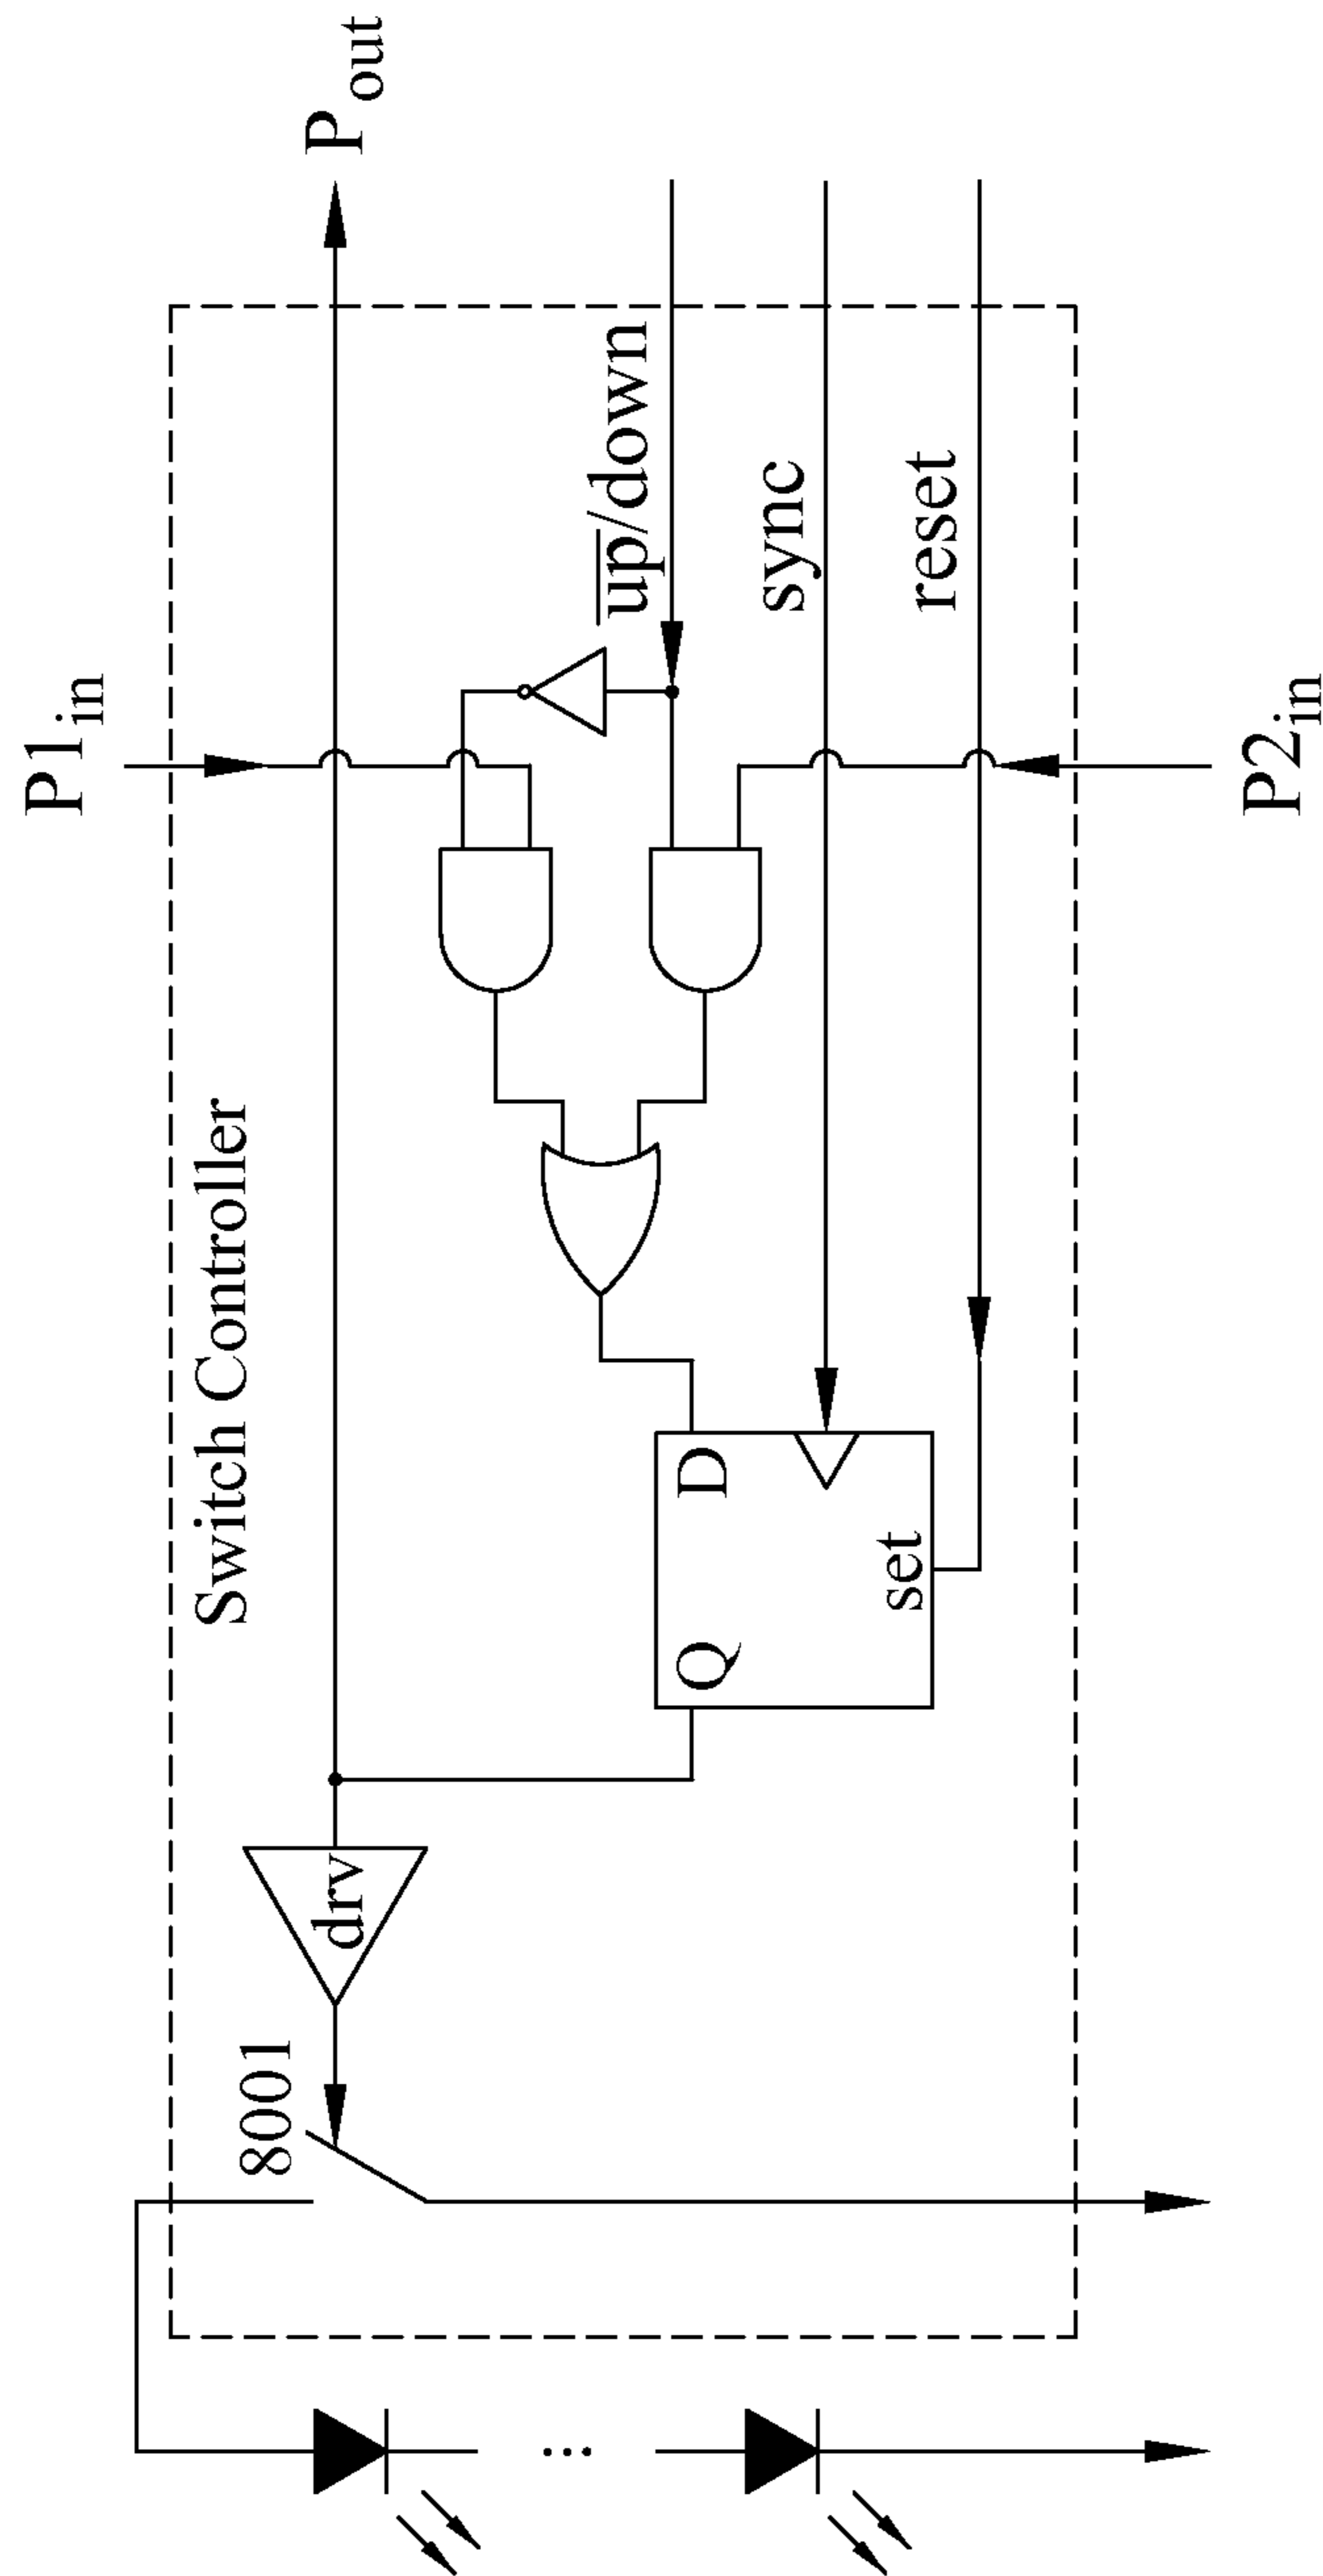 8001
Switch Controller
P1in
drv
Pout
Q
D
set
up/down
sync
reset
P2in